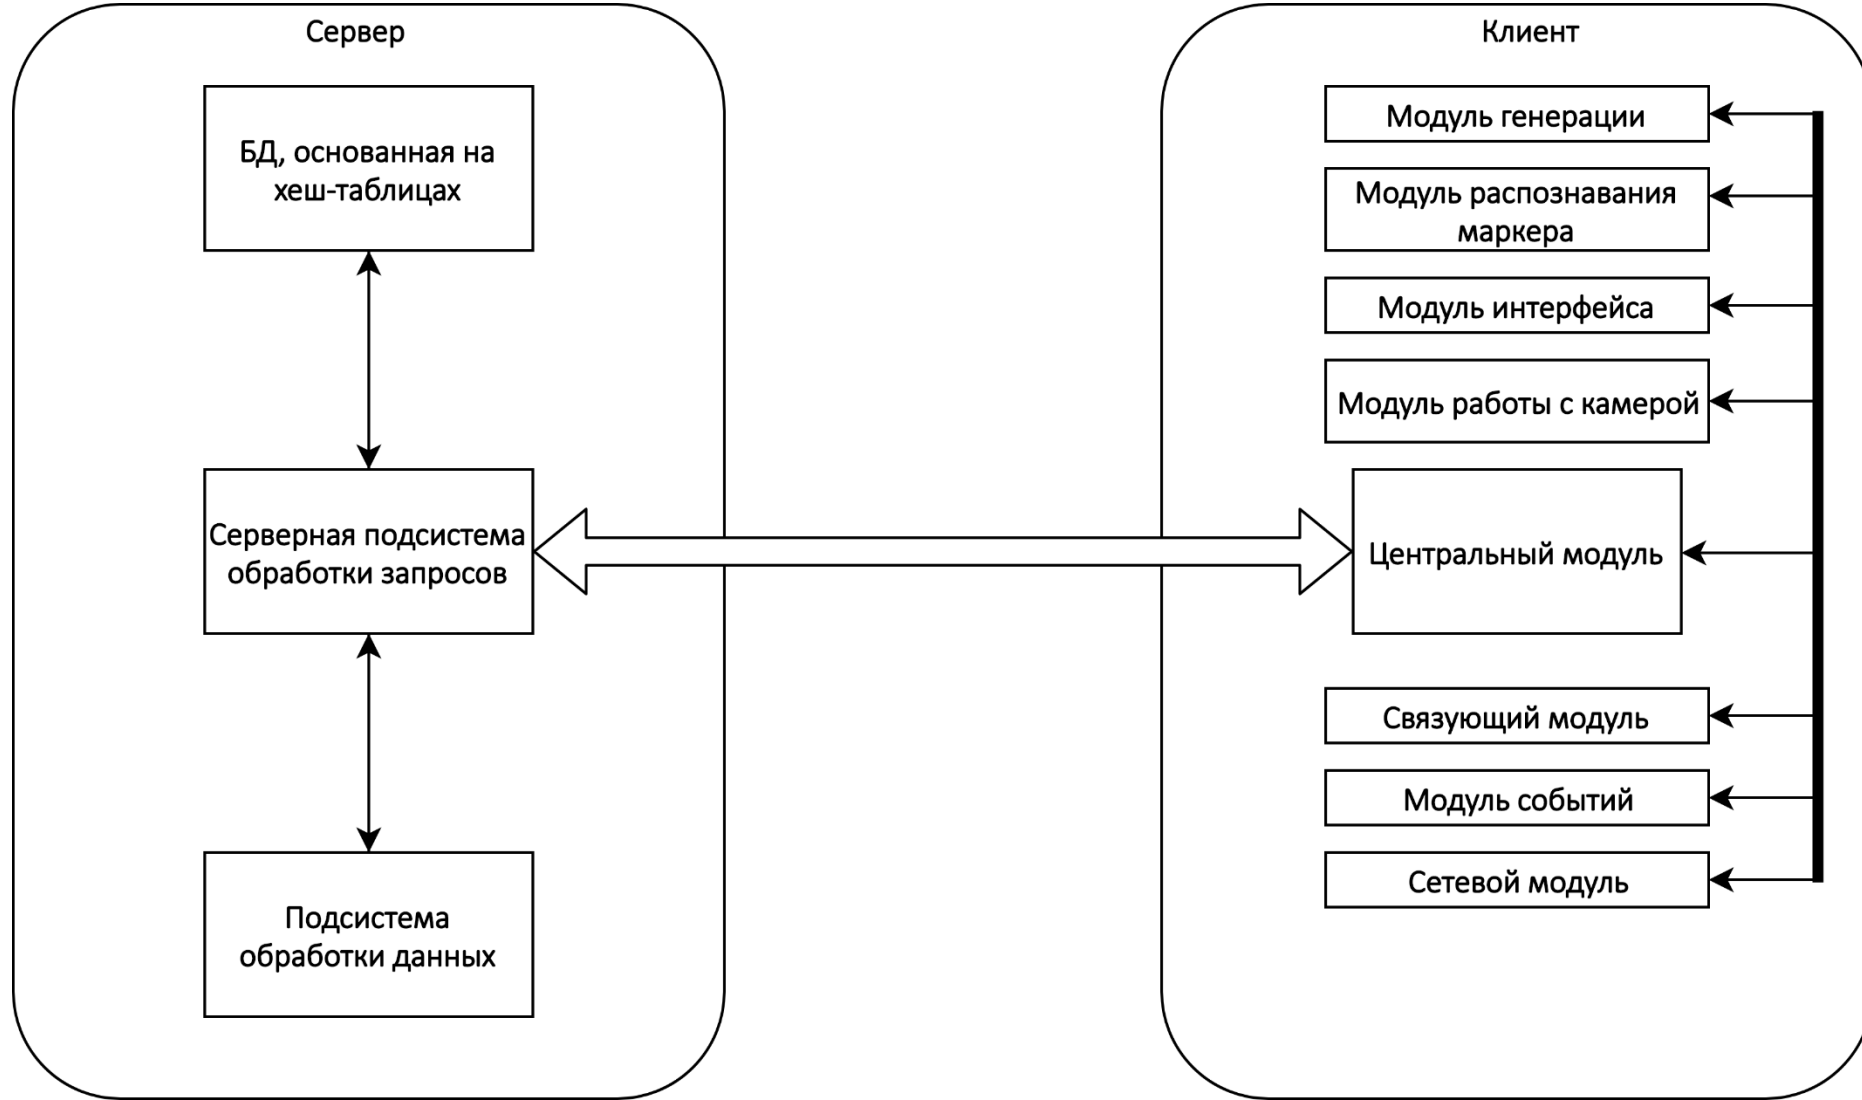 Сервер
БД, основанная на
хеш-таблицах
Серверная подсистема
обработки запросов
Подсистема
обработки данных
Клиент
Модуль генерации
Модуль распознавания
маркера
Модуль интерфейса
Модуль работы с камерой
Центральный модуль
Связующий модуль
Модуль событий
Сетевой модуль